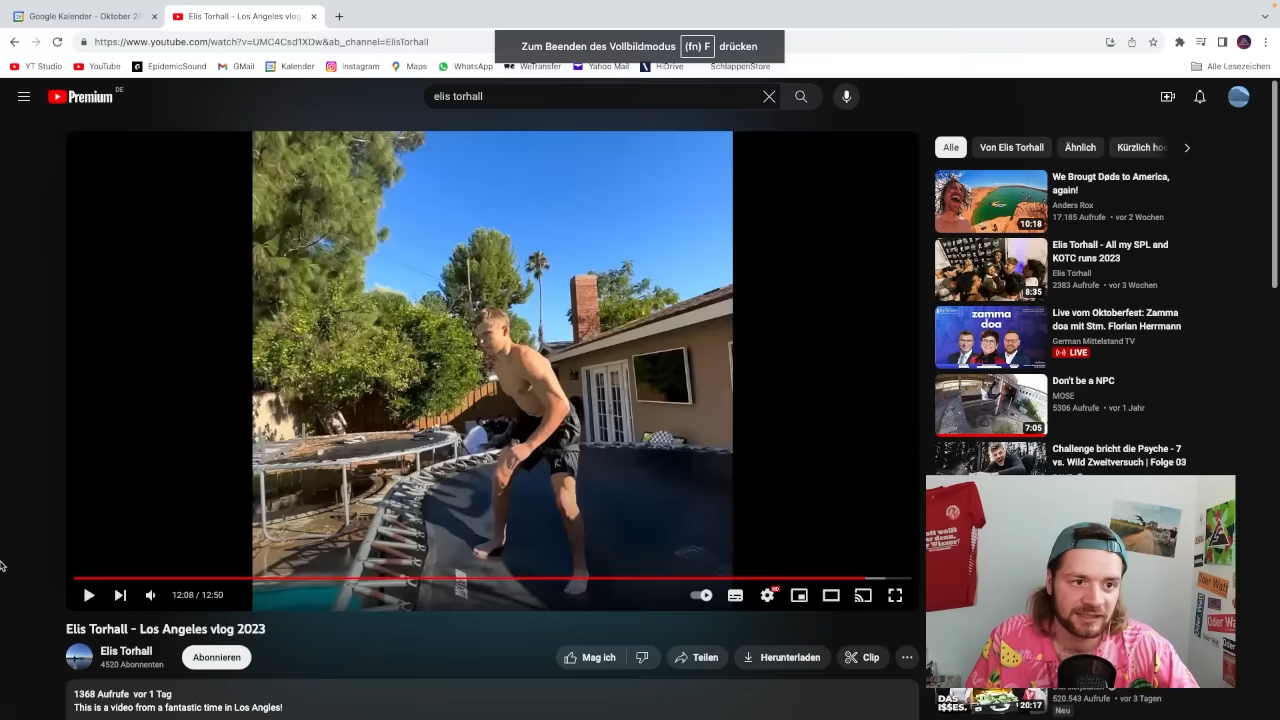 Google Kalender - Oktober 2
Elis Torhall - Los Angeles vlog
https://www.youtube.com/watch?v=UMC4Csd1XDw&ab_channel=ElisTorhall
Zum Beenden des Vollbildmodus (fn) F drücken
YT Studio
YouTube
EpidemicSound
GMail
Kalender
Instagram
Maps
WhatsApp
WeTransfer
Yahoo Mail
HiDrive
SchlappenStore
Alle Lesezeichen
Premium DE
elis torhall
Alle
Von Elis Torhall
Ähnlich
Kürzlich hoc
We Brougt Døds to America,
again!
Anders Rox
17.185 Aufrufe • vor 2 Wochen
10:18
Elis Torhall - All my SPL and
KOTC runs 2023
Elis Torhall
2383 Aufrufe • vor 3 Wochen
8:35
zamma
doa
Live vom Oktoberfest: Zamma
doa mit Stm. Florian Herrmann
German Mittelstand TV
LIVE
Don't be a NPC
MOSE
5306 Aufrufe • vor 1 Jahr
7:05
Challenge bricht die Psyche - 7
vs. Wild Zweitversuch | Folge 03
12:08 / 12:50
HD
Elis Torhall - Los Angeles vlog 2023
Elis Torhall
4520 Abonnenten
Abonnieren
Mag ich
Teilen
Herunterladen
Clip
1368 Aufrufe vor 1 Tag
This is a video from a fantastic time in Los Angles!
Oder Watt
DAS
I$$ES.
20:17
520.543 Aufrufe • vor 3 Tagen
Neu